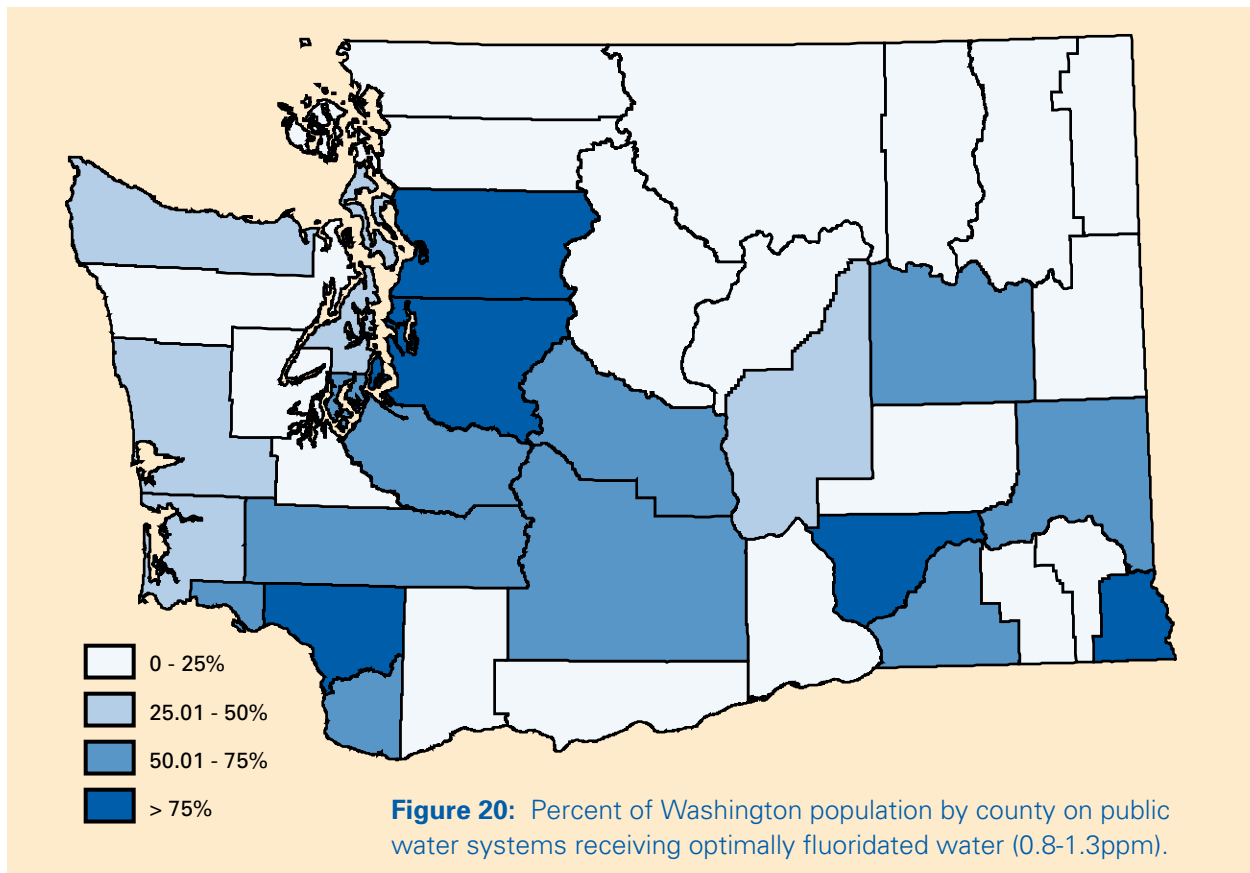 0 - 25%
25.01 - 50%
50.01 - 75%
> 75%
Figure 20: Percent of Washington population by county on public
water systems receiving optimally fluoridated water (0.8-1.3ppm).